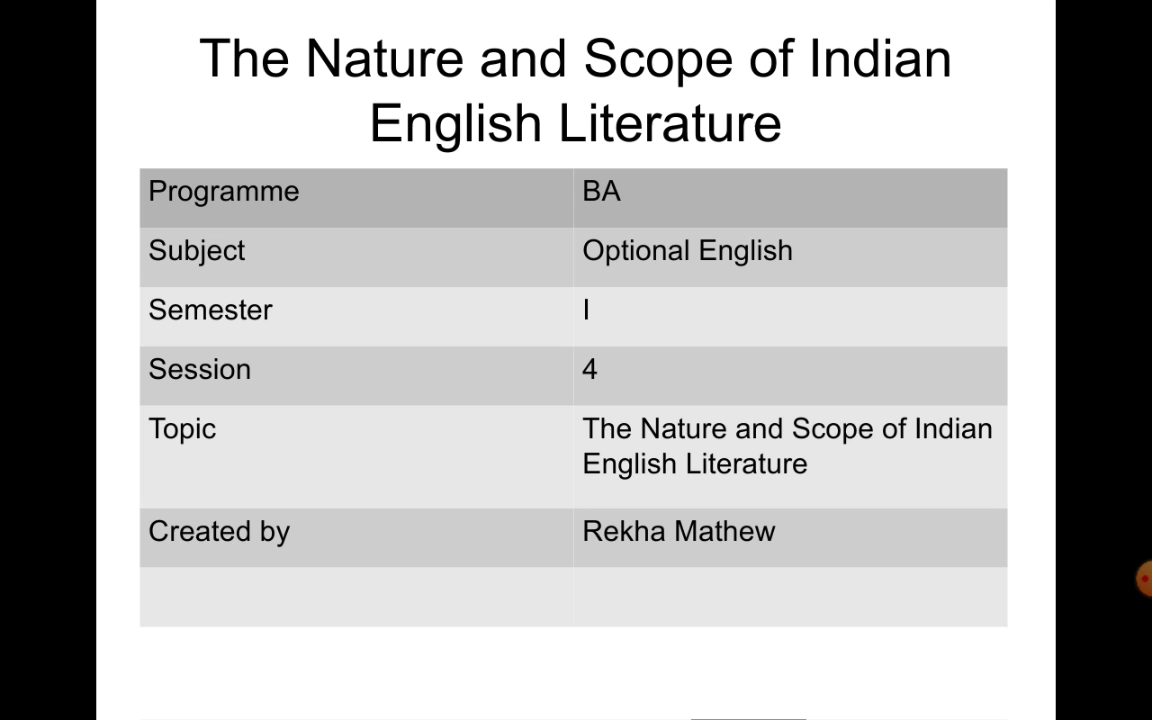 The Nature and Scope of Indian
English Literature
Programme BA
Subject Optional English
Semester I
Session 4
Topic The Nature and Scope of Indian
English Literature
Created by Rekha Mathew